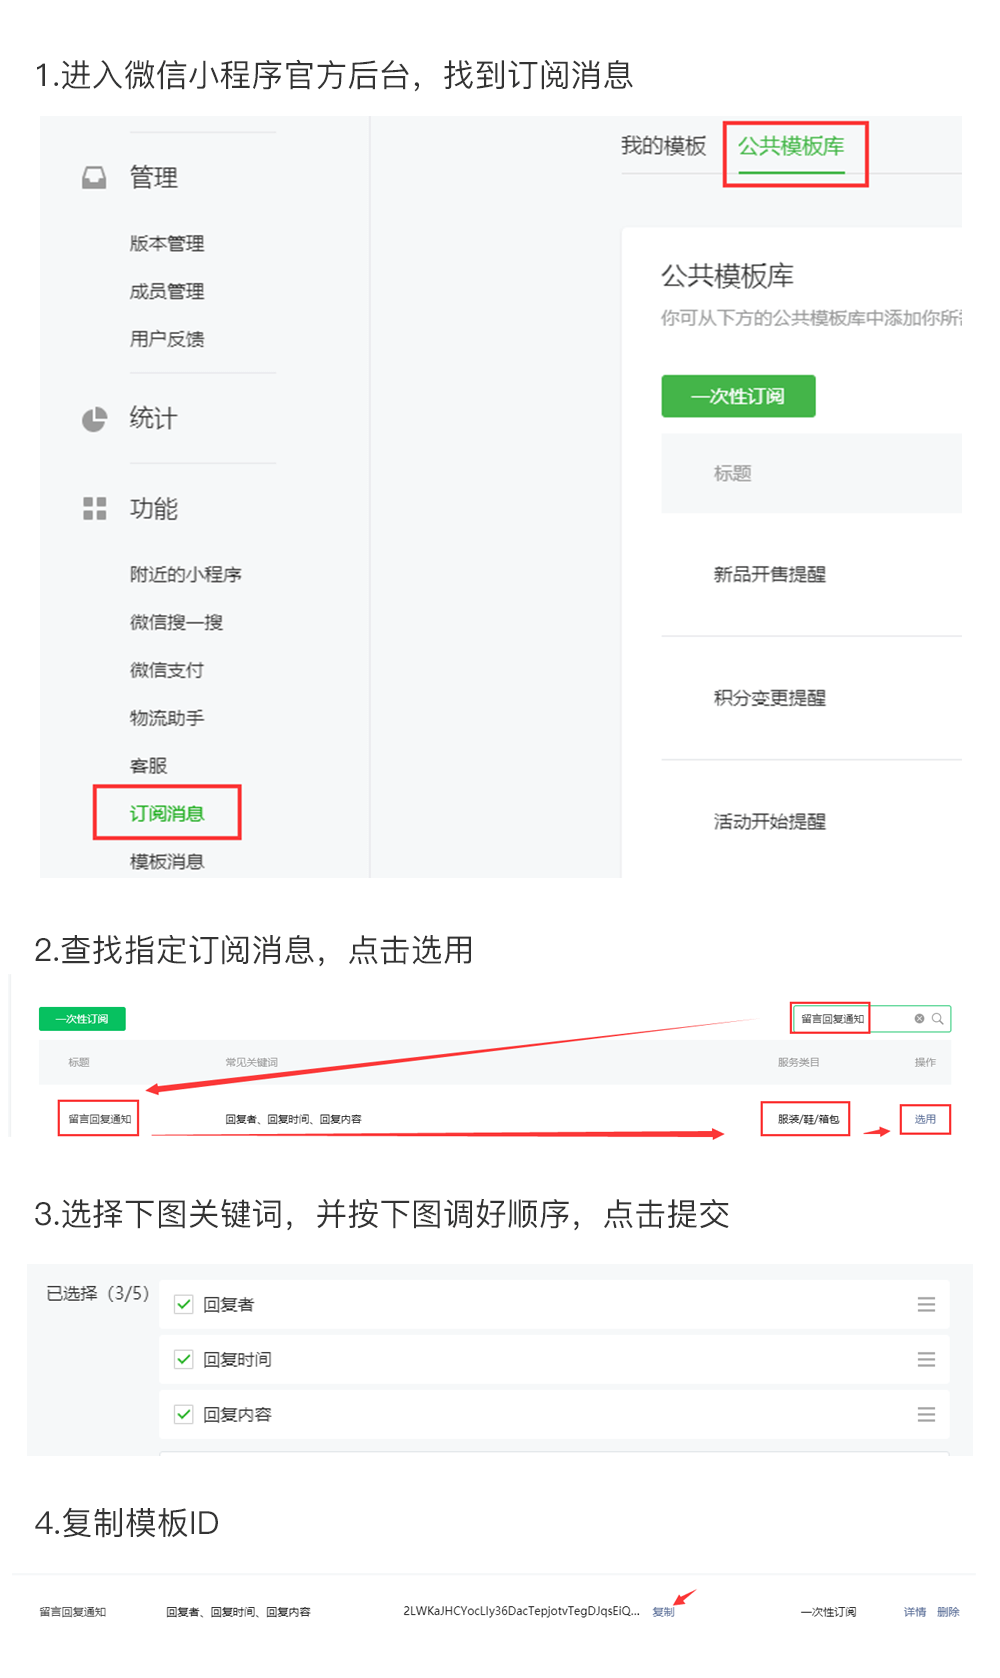 1.进入微信小程序官方后台，找到订阅消息
我的模板 公共模板库
管理
版本管理
成员管理
用户反馈
统计
功能
附近的小程序
微信搜一搜
微信支付
物流助手
客服
订阅消息
模板消息
公共模板库
你可从下方的公共模板库中添加你所
一次性订阅
标题
新品开售提醒
积分变更提醒
活动开始提醒
2.查找指定订阅消息，点击选用
一次性订阅 留言回复通知
标题 常见关键词 服务类目 操作
留言回复通知 回复者、回复时间、回复内容 服装/鞋/箱包 选用
3.选择下图关键词，并按下图调好顺序，点击提交
已选择（3/5）
回复者
回复时间
回复内容
4.复制模板ID
留言回复通知 回复者、回复时间、回复内容 2LWKaJHCYocLIy36DacTepjotvTegDJqsEiQ... 复制 一次性订阅 详情 删除